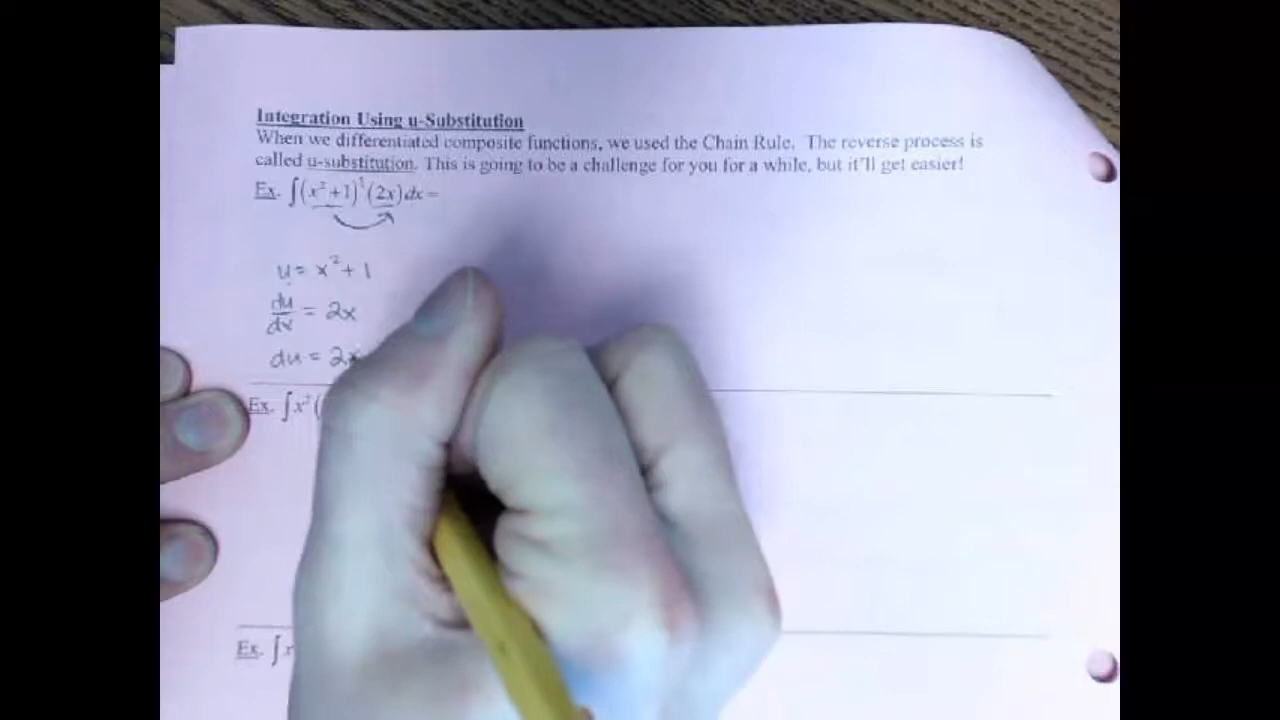 Integration Using u-Substitution
When we differentiated composite functions, we used the Chain Rule. The reverse process is
called u-substitution. This is going to be a challenge for you for a while, but it'll get easier!
Ex. ∫(x²+1) (2x)dx=
u = x² + 1
du/dx = 2x
du = 2x
Ex. ∫x²(
Ex. ∫x